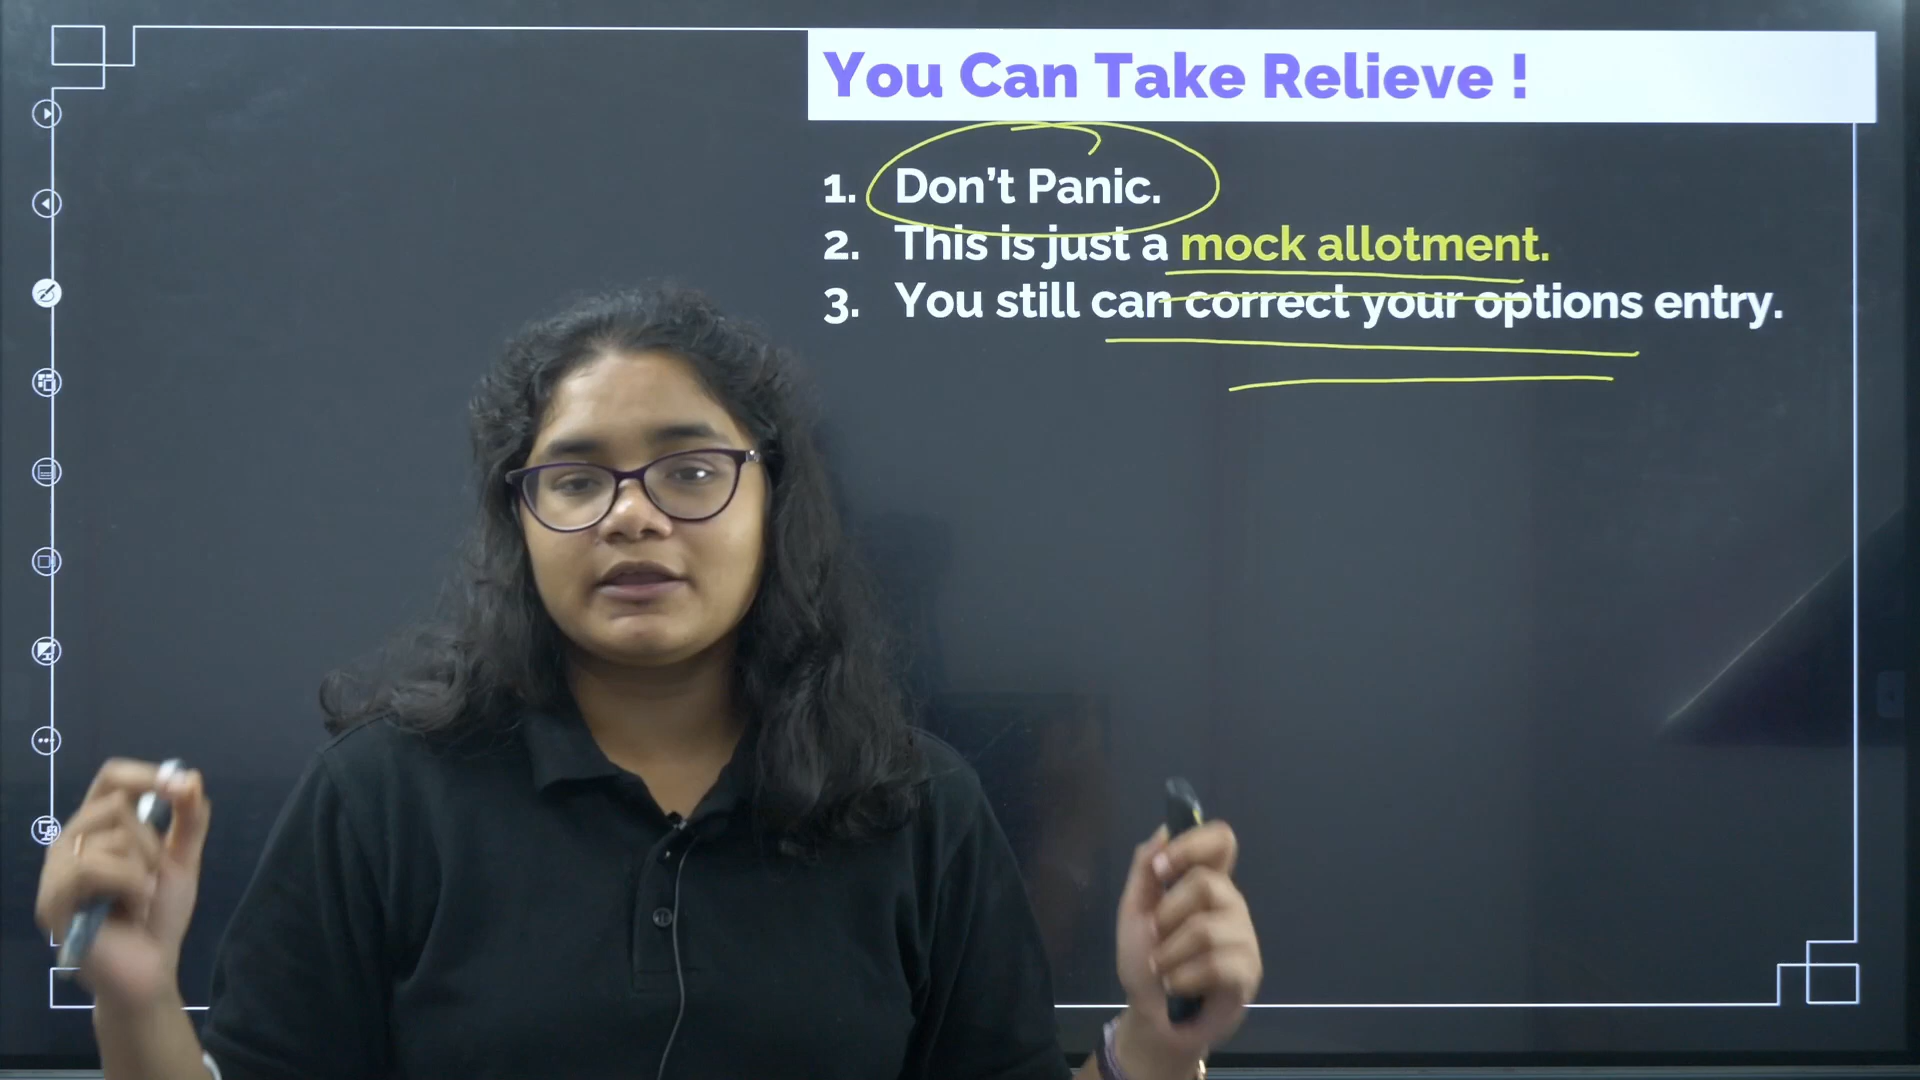 You Can Take Relieve !
1. Don't Panic.
2. This is just a mock allotment.
3. You still can correct your options entry.